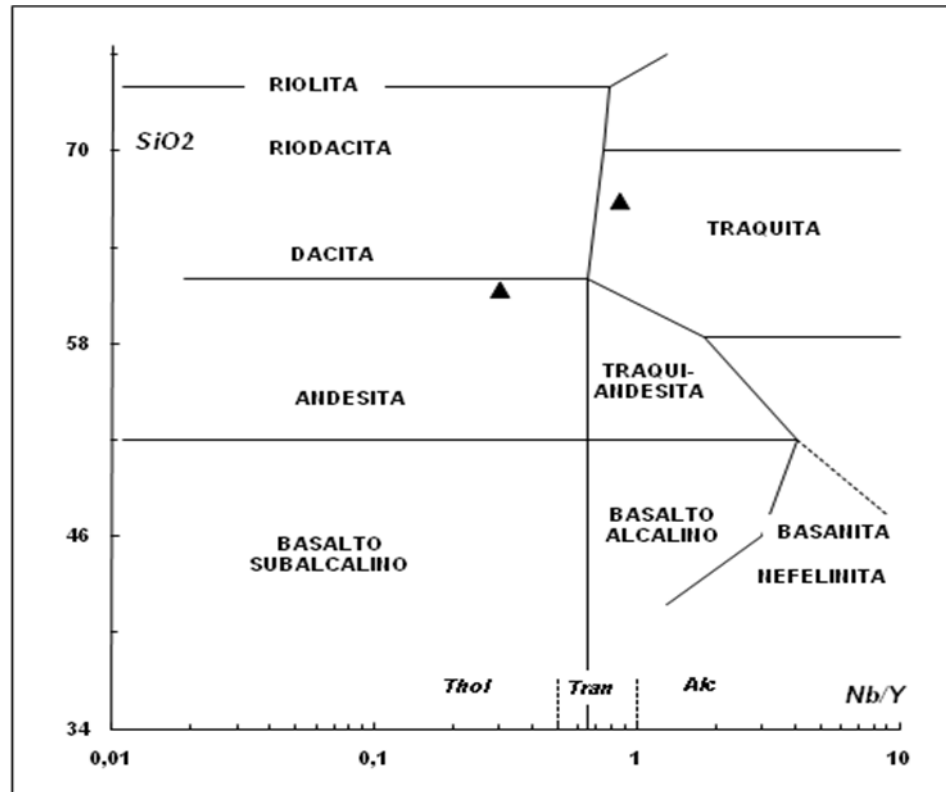 RIOLITA
SiO2
70
RIODACITA
TRAQUITA
DACITA
58
TRAQUI-
ANDESITA
ANDESITA
46
BASALTO
SUBALCALINO
BASALTO
ALCALINO
BASANITA
NEFELINITA
Thol
Tran
Alc
Nb/Y
34
0,01
0,1
1
10